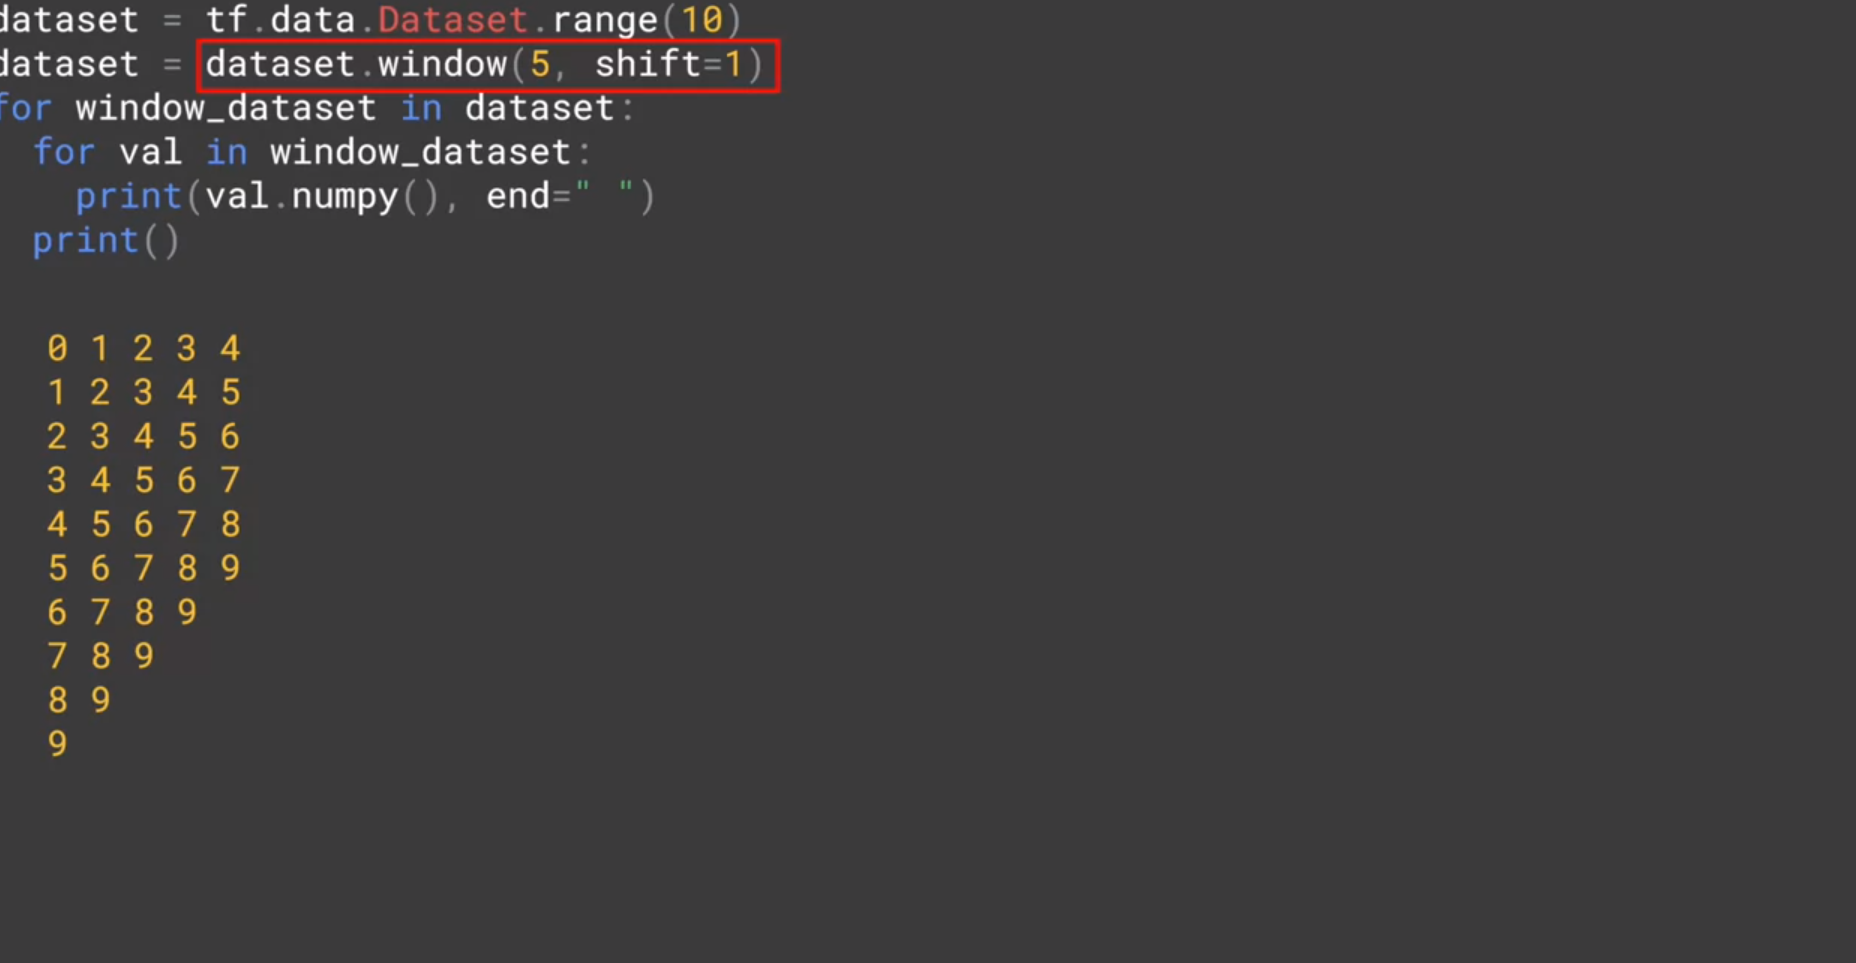 dataset = tf.data.Dataset.range(10)
dataset = dataset.window(5, shift=1)
for window_dataset in dataset:
  for val in window_dataset:
    print(val.numpy(), end=" ")
  print()
0 1 2 3 4
1 2 3 4 5
2 3 4 5 6
3 4 5 6 7
4 5 6 7 8
5 6 7 8 9
6 7 8 9
7 8 9
8 9
9